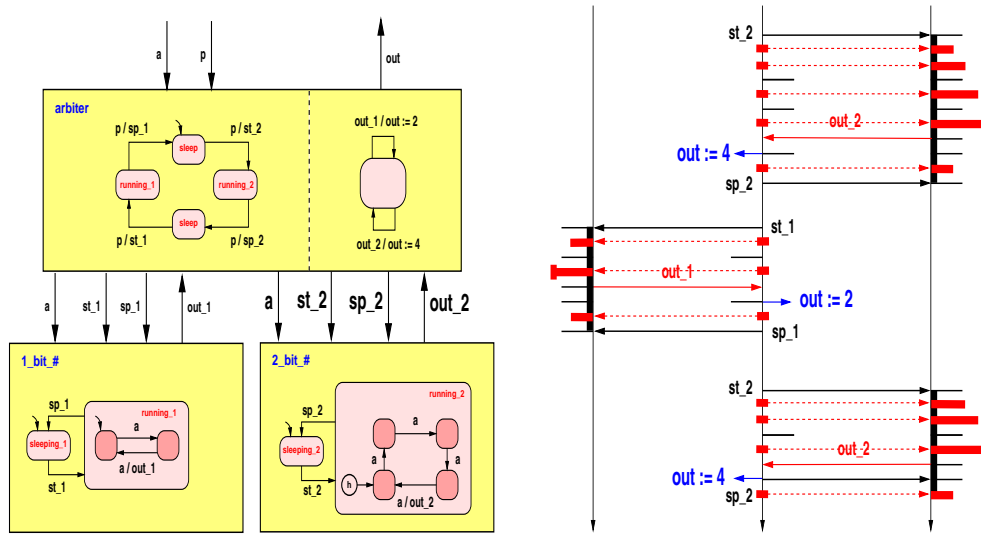 a
p
out
arbiter
p / sp_1
p / st_2
sleep
running_1
running_2
sleep
p / st_1
p / sp_2
out_1 / out := 2
out_2 / out := 4
a
st_1
sp_1
out_1
a
st_2
sp_2
out_2
1_bit_#
sp_1
running_1
sleeping_1
a
a / out_1
st_1
2_bit_#
running_2
sp_2
sleeping_2
st_2
h
a
a
a
a / out_2
st_2
out_2
out := 4
sp_2
st_1
out_1
out := 2
sp_1
st_2
out_2
out := 4
sp_2